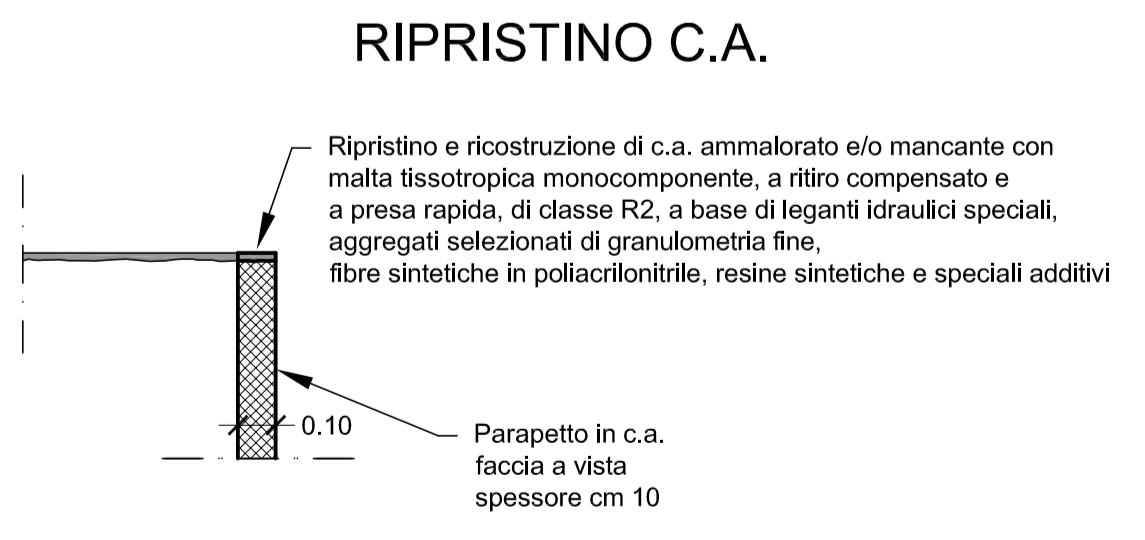 RIPRISTINO C.A.
Ripristino e ricostruzione di c.a. ammalorato e/o mancante con
malta tissotropica monocomponente, a ritiro compensato e
a presa rapida, di classe R2, a base di leganti idraulici speciali,
aggregati selezionati di granulometria fine,
fibre sintetiche in poliacrilonitrile, resine sintetiche e speciali additivi
0.10
Parapetto in c.a.
faccia a vista
spessore cm 10